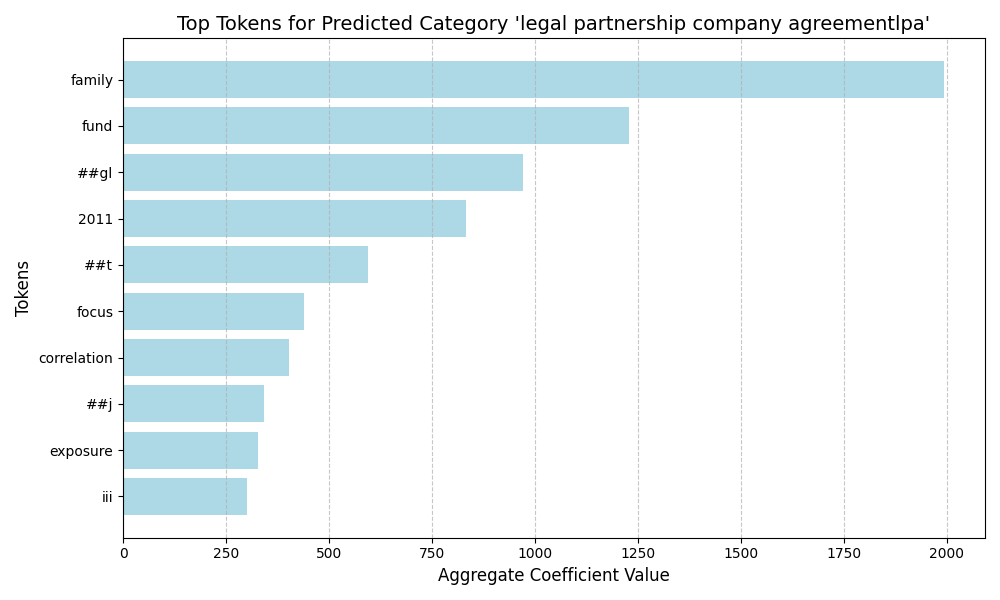 Top Tokens for Predicted Category 'legal partnership company agreementlpa'
family
fund
##gl
2011
##t
focus
correlation
##j
exposure
iii
Tokens
0 250 500 750 1000 1250 1500 1750 2000
Aggregate Coefficient Value